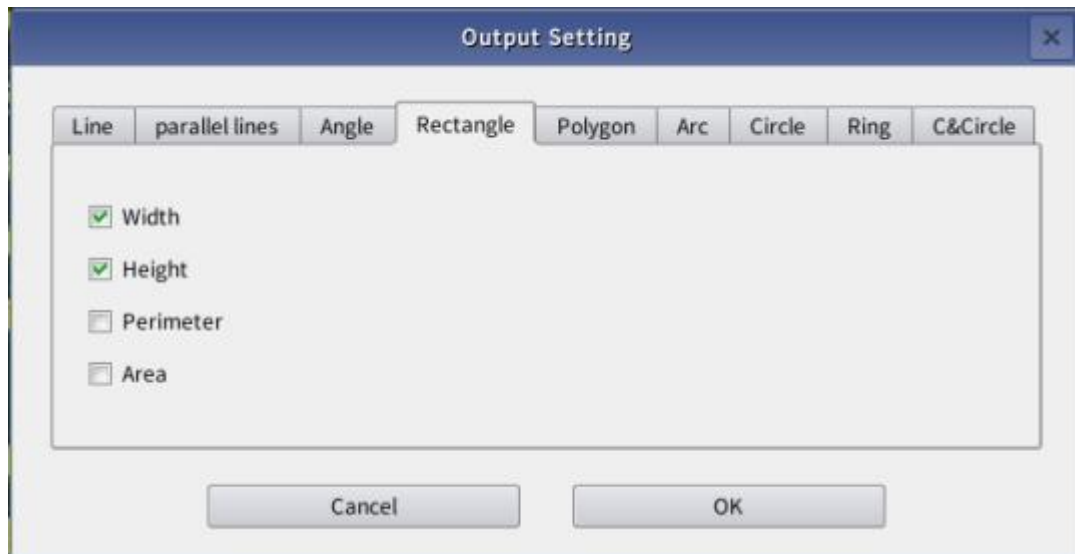 Output Setting
Line parallel lines Angle Rectangle Polygon Arc Circle Ring C&Circle
Width
Height
Perimeter
Area
Cancel OK